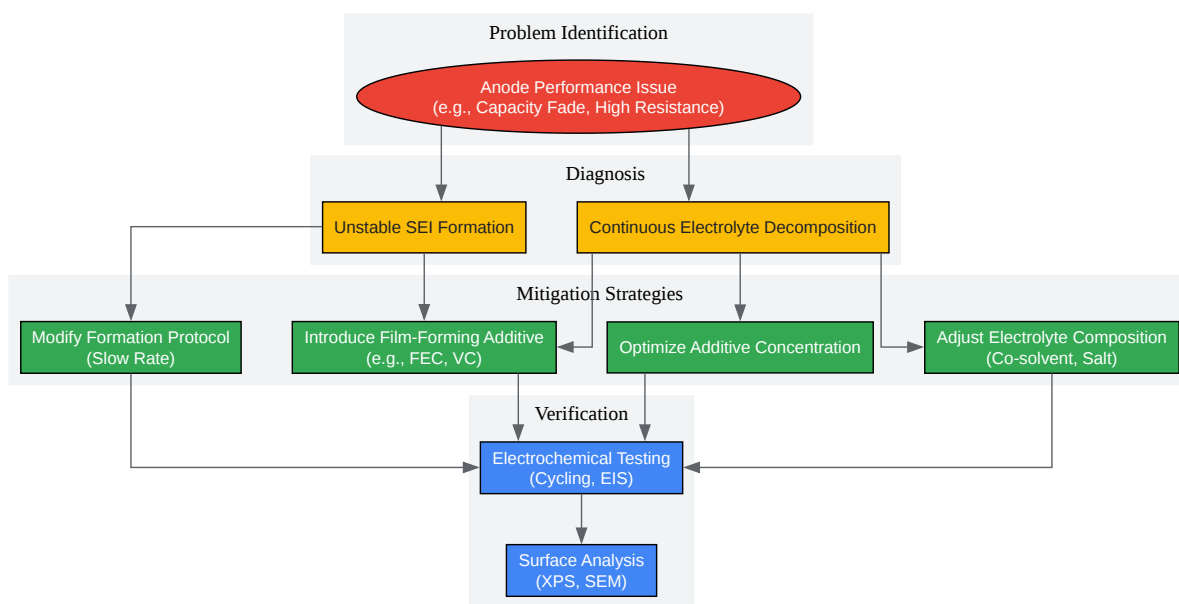 Problem Identification
Anode Performance Issue
(e.g., Capacity Fade, High Resistance)
Diagnosis
Unstable SEI Formation
Continuous Electrolyte Decomposition
Mitigation Strategies
Modify Formation Protocol
(Slow Rate)
Introduce Film-Forming Additive
(e.g., FEC, VC)
Optimize Additive Concentration
Adjust Electrolyte Composition
(Co-solvent, Salt)
Verification
Electrochemical Testing
(Cycling, EIS)
Surface Analysis
(XPS, SEM)